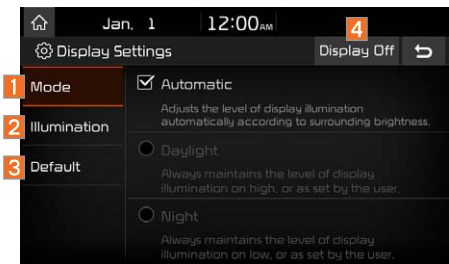 Jan. 1 12:00AM
4
Display Settings Display Off
1 Mode
Automatic
Adjusts the level of display illumination
automatically according to surrounding brightness.
2 Illumination
Daylight
3 Default
Always maintains the level of display
illumination on high, or as set by the user.
Night
Always maintains the level of display
illumination on low, or as set by the user.